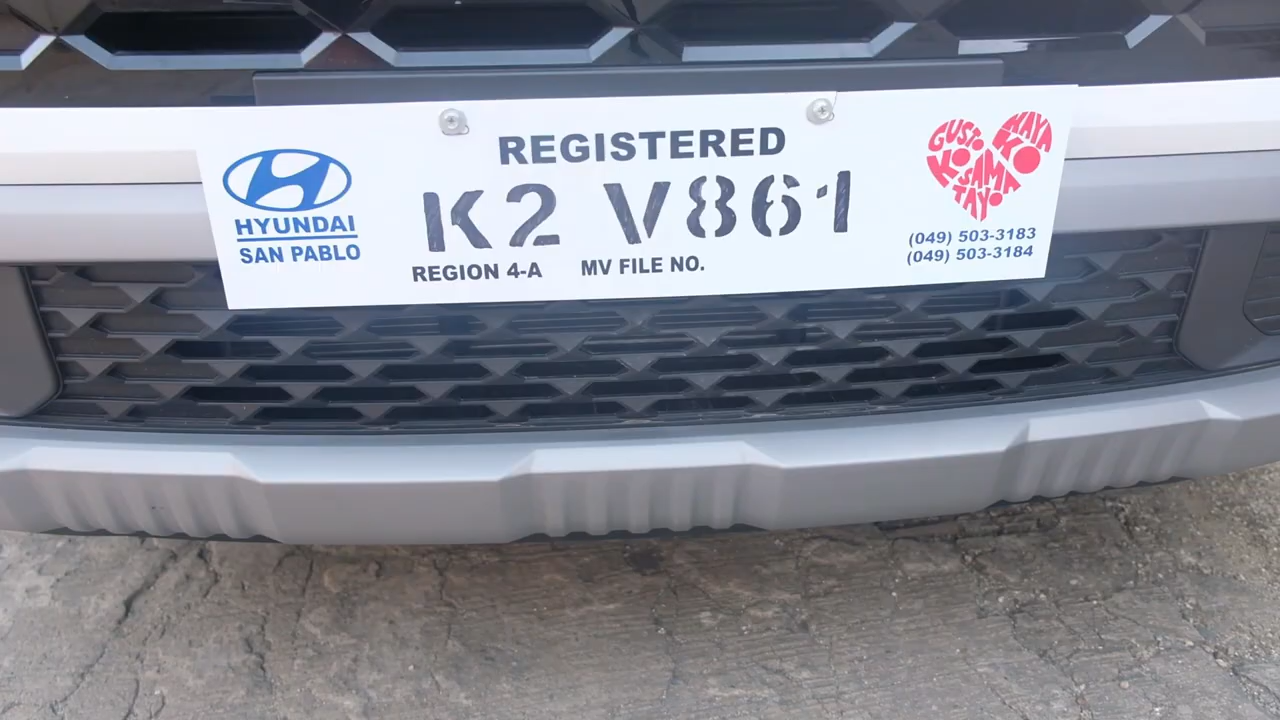 REGISTERED
HYUNDAI
SAN PABLO
K2 V861
REGION 4-A MV FILE NO.
GUSTO KO
SAMA
TAYO
KAYA KO
(049) 503-3183
(049) 503-3184